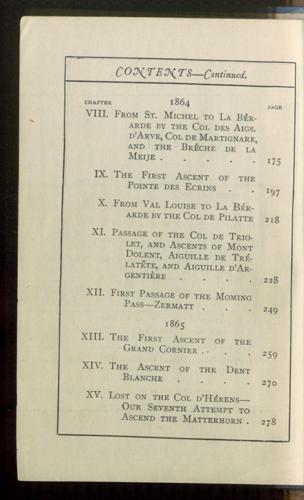 CONTENTS—Continued.
CHAPTER 1864 PAGE
VIII. From St. Michel to La Bér-
arde by the Col des Aigs.
d'Arve, Col de Martignare,
and the Brêche de la
Meije . . . . . 175
IX. The First Ascent of the
Pointe des Ecrins . . 197
X. From Val Louise to La Bér-
arde by the Col de Pilatte 218
XI. Passage of the Col de Trio-
let, and Ascents of Mont
Dolent, Aiguille de Tré-
latête, and Aiguille d'Ar-
gentière . . . . 228
XII. First Passage of the Moming
Pass—Zermatt . . . 249
1865
XIII. The First Ascent of the
Grand Cornier . . . 259
XIV. The Ascent of the Dent
Blanche . . . . 270
XV. Lost on the Col d'Hérens—
Our Seventh Attempt to
Ascend the Matterhorn . 278